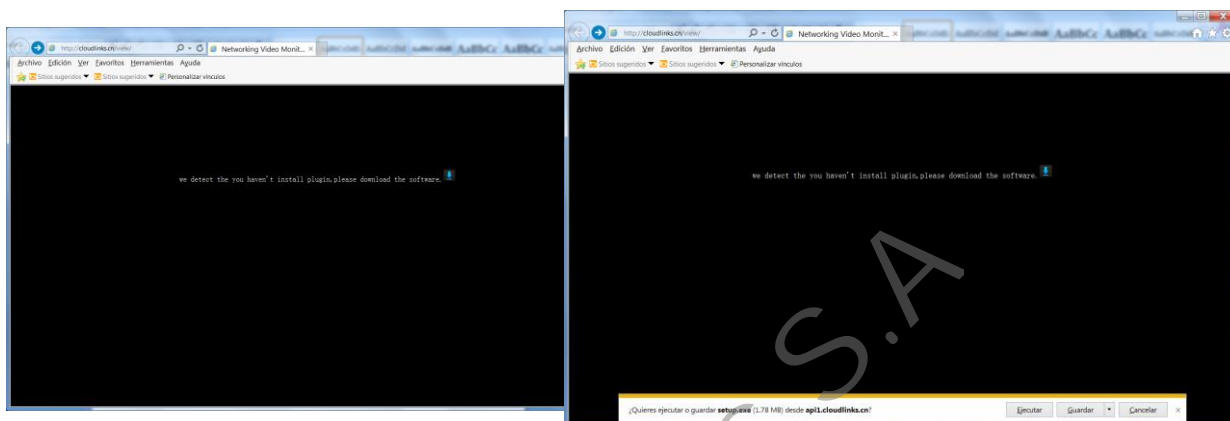 http://cloudlinks.cn/view/
Networking Video Monit... ×
Archivo Edición Ver Favoritos Herramientas Ayuda
Sitios sugeridos ▼ Sitios sugeridos ▼ Personalizar vínculos
we detect the you haven't install plugin,please download the software.
http://cloudlinks.cn/view/
Networking Video Monit... ×
AaBbCc AaBbCc
Archivo Edición Ver Favoritos Herramientas Ayuda
Sitios sugeridos ▼ Sitios sugeridos ▼ Personalizar vínculos
we detect the you haven't install plugin,please download the software.
S.A
¿Quieres ejecutar o guardar setup.exe (1.78 MB) desde api1.cloudlinks.cn?
Ejecutar Guardar ▼ Cancelar ×